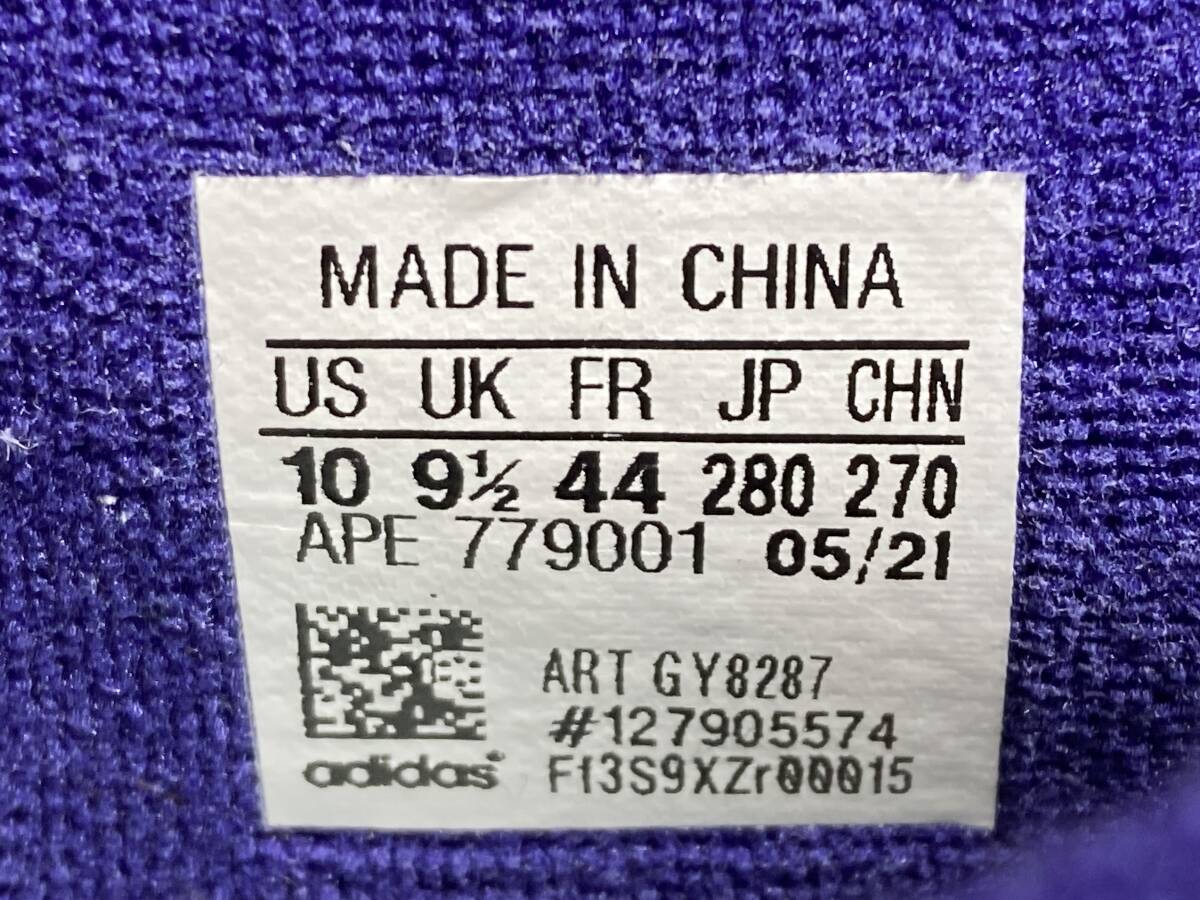 MADE IN CHINA
US UK FR JP CHN
10 9½ 44 280 270
APE 779001 05/21
ART GY8287
#127905574
adidas F13S9XZr00015